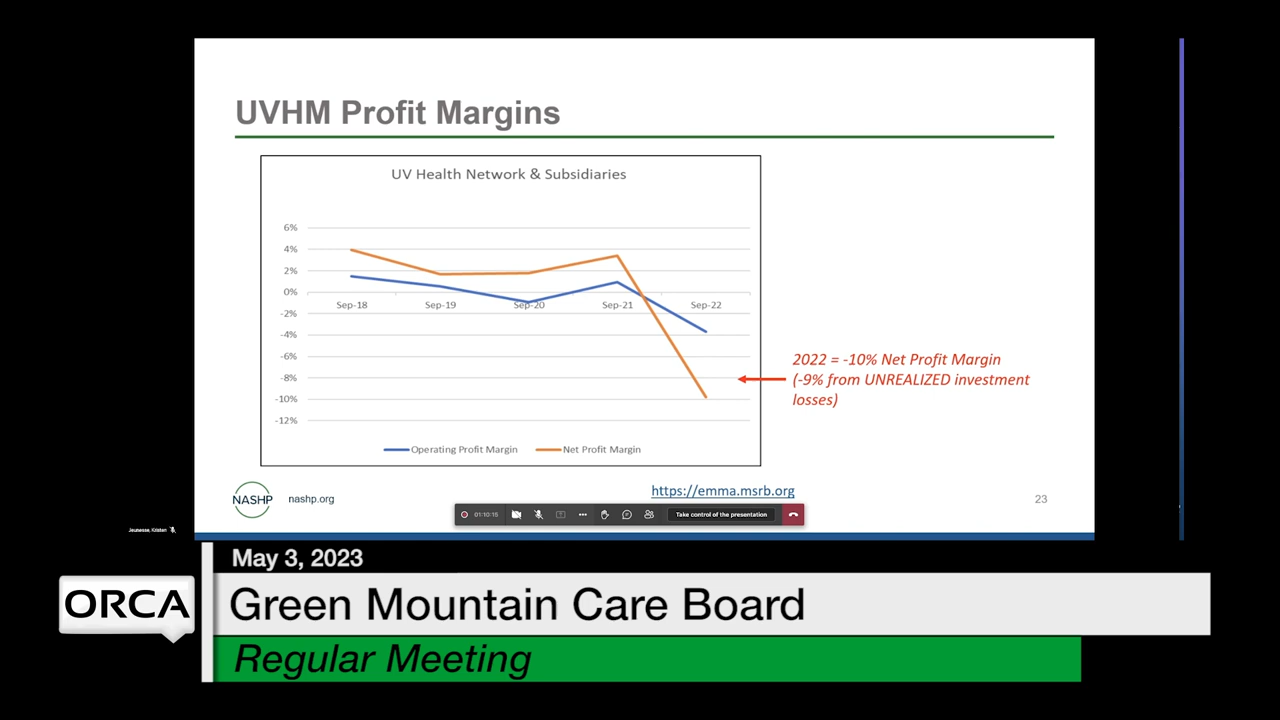 UVHM Profit Margins
UV Health Network & Subsidiaries
6%
4%
2%
0%
-2%
-4%
-6%
-8%
-10%
-12%
Sep-18 Sep-19 Sep-20 Sep-21 Sep-22
Operating Profit Margin Net Profit Margin
2022 = -10% Net Profit Margin
(-9% from UNREALIZED investment
losses)
NASHP nashp.org
https://emma.msrb.org
23
01:10:15
Take control of the presentation
Jeunesse, Kristen
May 3, 2023
ORCA
Green Mountain Care Board
Regular Meeting